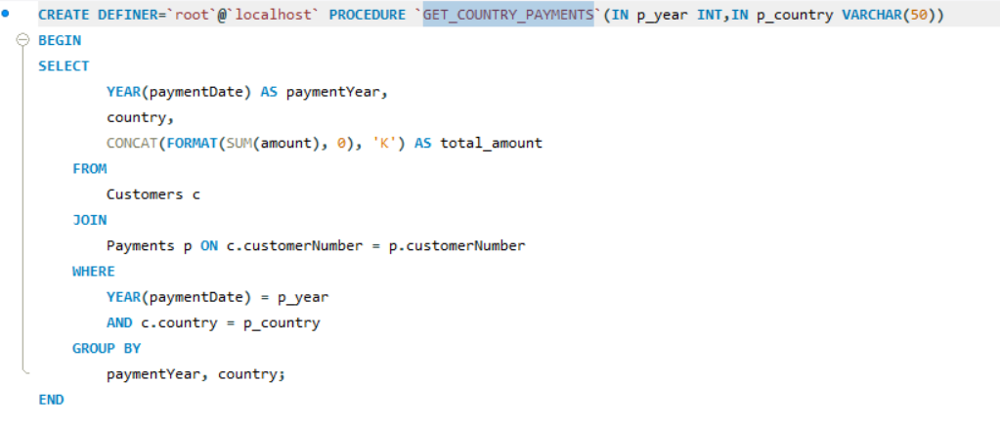 CREATE DEFINER=`root`@`localhost` PROCEDURE `GET_COUNTRY_PAYMENTS`(IN p_year INT,IN p_country VARCHAR(50))
BEGIN
SELECT
YEAR(paymentDate) AS paymentYear,
country,
CONCAT(FORMAT(SUM(amount), 0), 'K') AS total_amount
FROM
Customers c
JOIN
Payments p ON c.customerNumber = p.customerNumber
WHERE
YEAR(paymentDate) = p_year
AND c.country = p_country
GROUP BY
paymentYear, country;
END